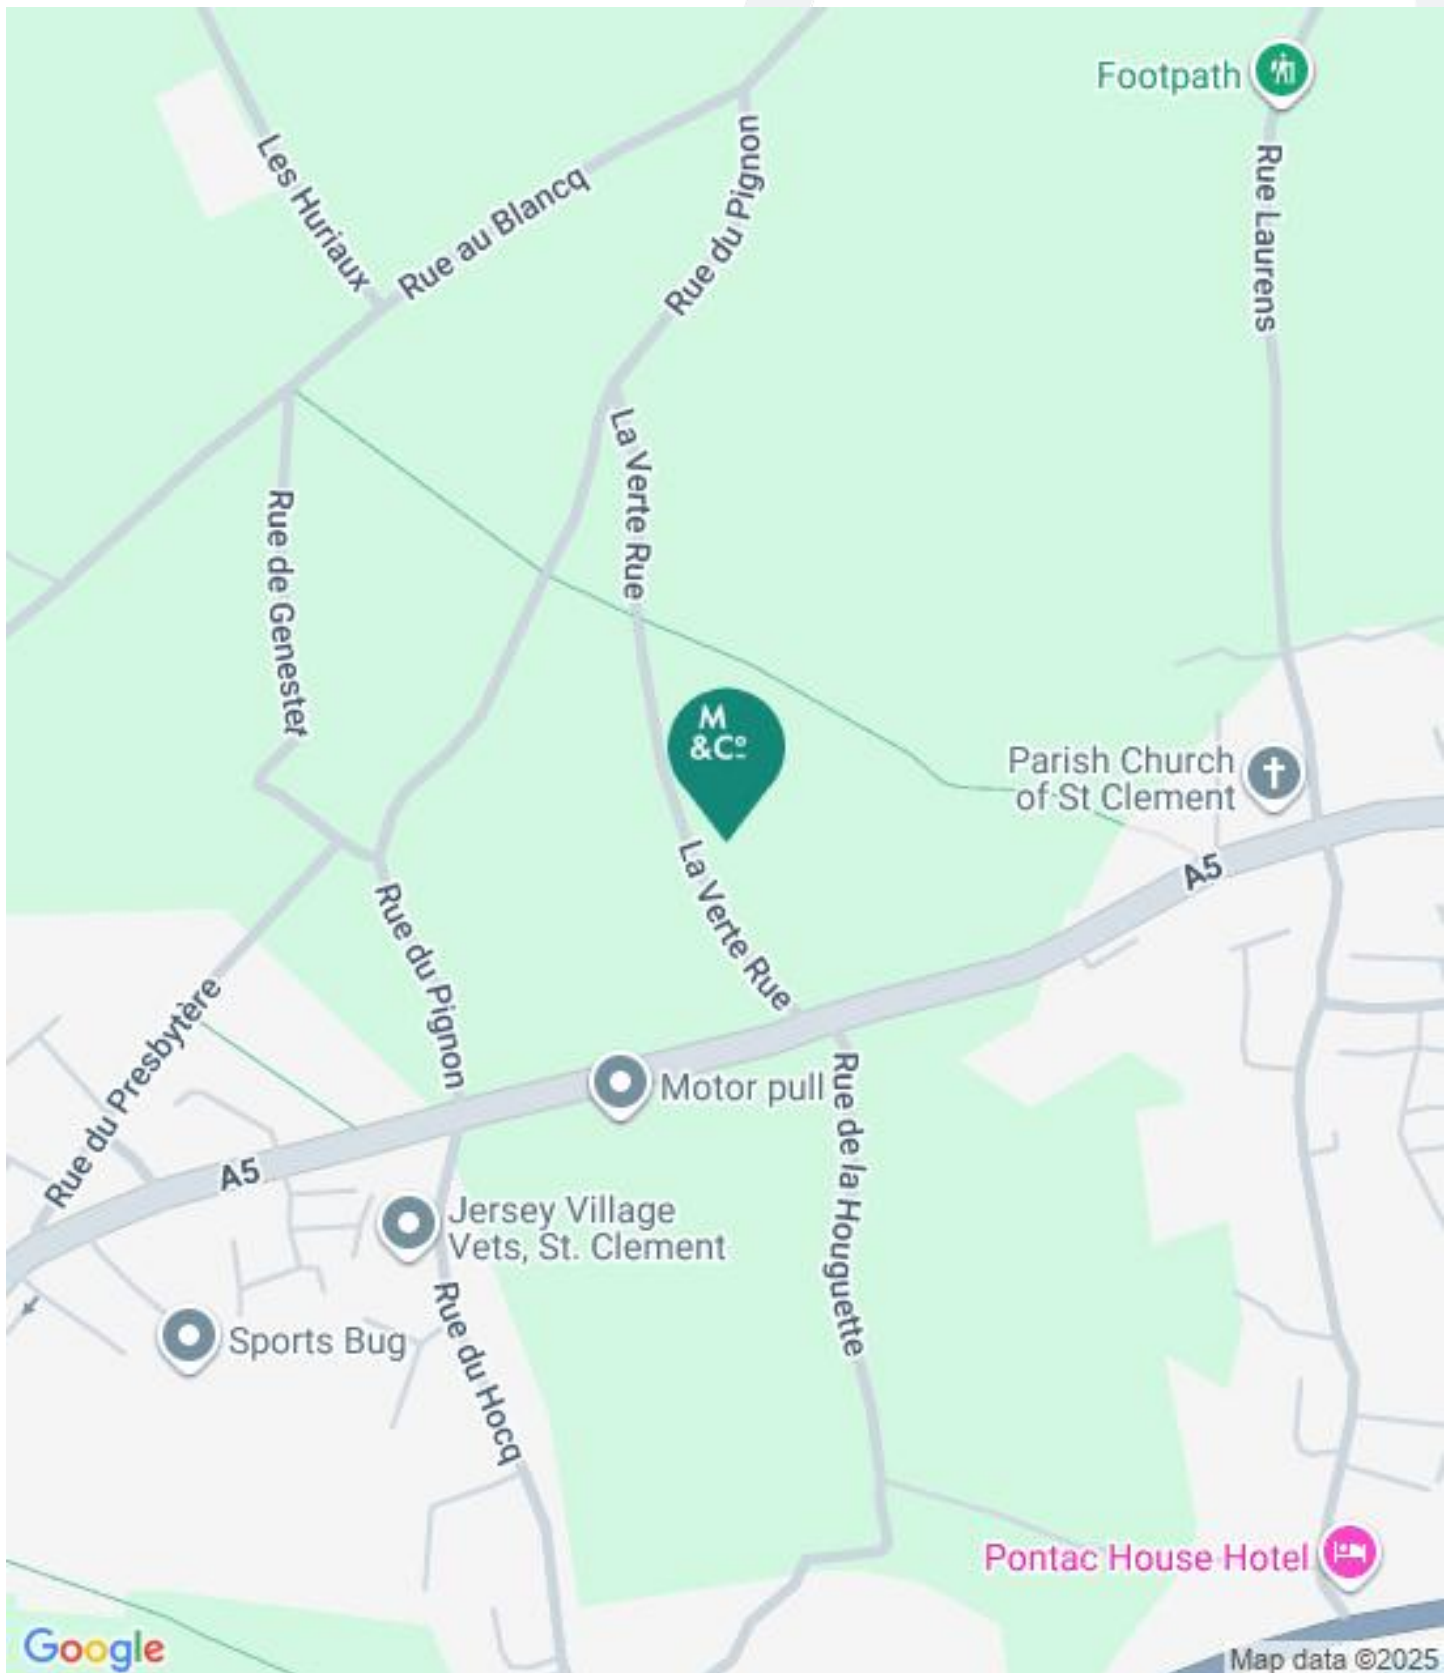 Footpath
Les Huriaux
Rue au Blancq
Rue du Pignon
Rue Laurens
La Verte Rue
Rue de Genestet
M
&Cº
Parish Church
of St Clement
La Verte Rue
A5
Rue du Pignon
Rue du Presbytère
Motor pull
Rue de la Houguette
A5
Jersey Village
Vets, St. Clement
Sports Bug
Rue du Hocq
Pontac House Hotel
Google
Map data ©2025